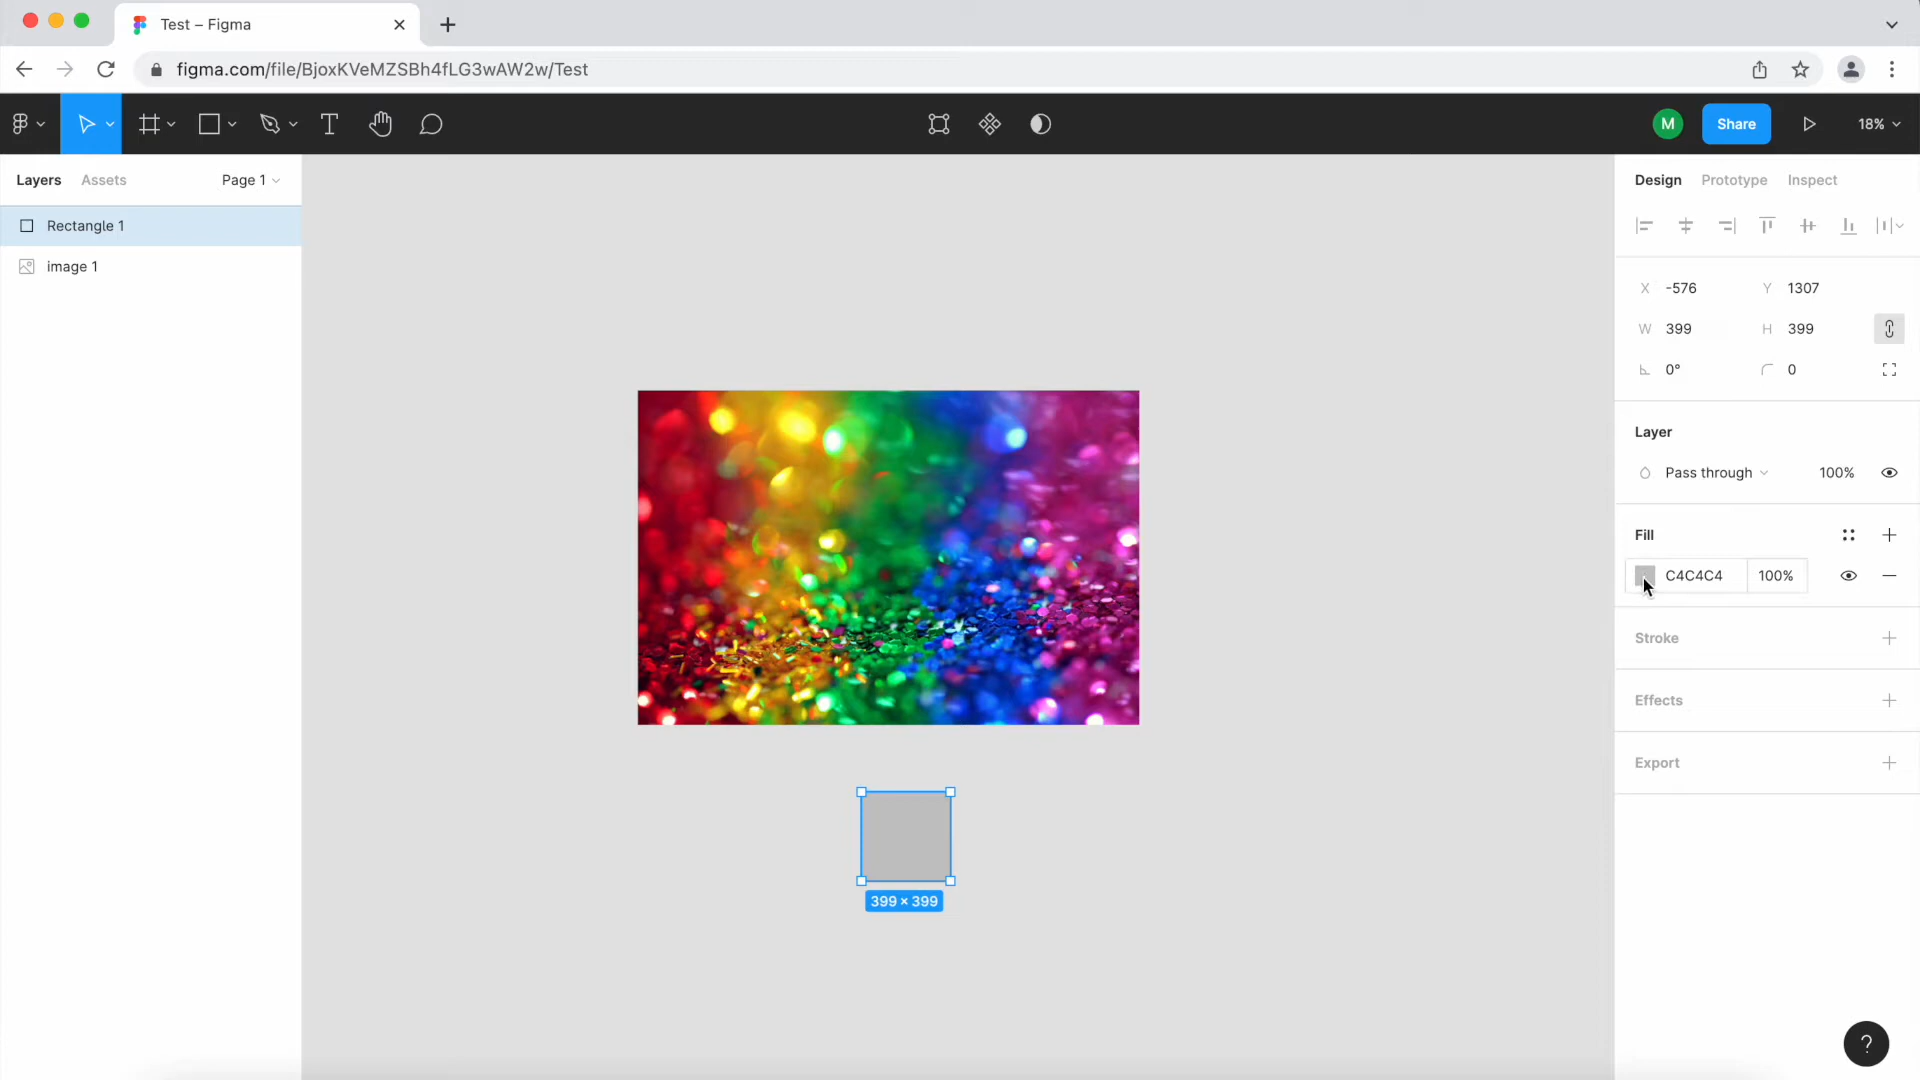 Test – Figma
figma.com/file/BjoxKVeMZSBh4fLG3wAW2w/Test
M
Share
18%
Layers
Assets
Page 1
Rectangle 1
image 1
Design
Prototype
Inspect
X -576
Y 1307
W 399
H 399
0°
0
Layer
Pass through
100%
Fill
C4C4C4
100%
Stroke
Effects
Export
399 × 399
?